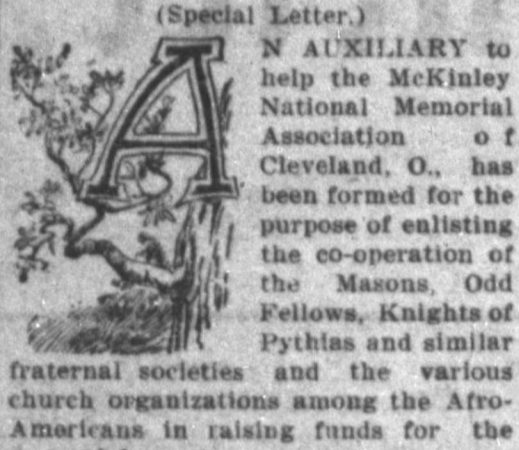 (Special Letter.)
AN AUXILIARY to
help the McKinley
National Memorial
Association of
Cleveland, O., has
been formed for the
purpose of enlisting
the co-operation of
the Masons, Odd
Fellows, Knights of
Pythias and similar
fraternal societies and the various
church organizations among the Afro-
Americans in raising funds for the